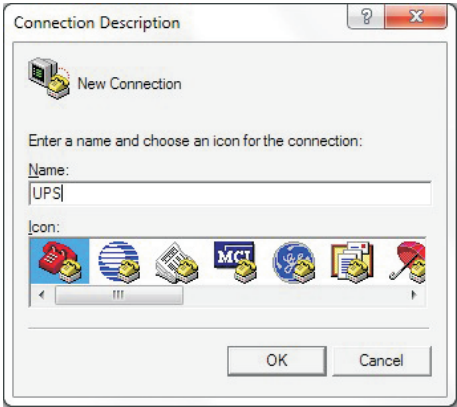 Connection Description
New Connection
Enter a name and choose an icon for the connection:
Name:
UPS
Icon:
MCI
OK
Cancel